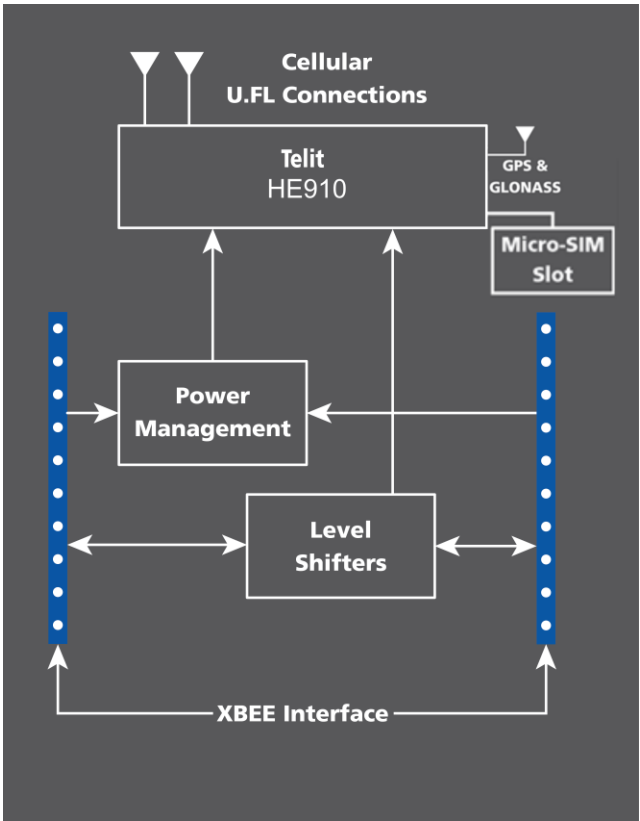 Cellular
U.FL Connections
Telit
HE910
GPS &
GLONASS
Micro-SIM
Slot
Power
Management
Level
Shifters
XBEE Interface